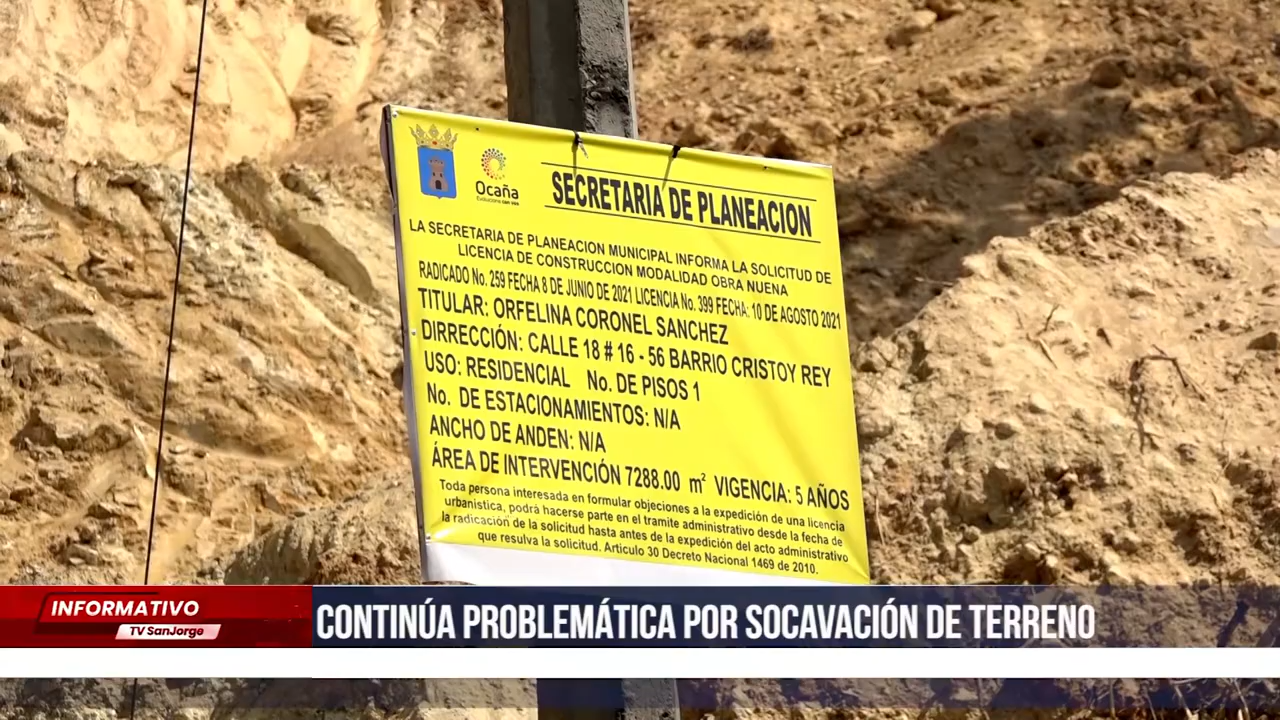 Ocaña
Evoluciona con vos
SECRETARIA DE PLANEACION
LA SECRETARIA DE PLANEACION MUNICIPAL INFORMA LA SOLICITUD DE
LICENCIA DE CONSTRUCCION MODALIDAD OBRA NUENA
RADICADO No. 259 FECHA 8 DE JUNIO DE 2021 LICENCIA No. 399 FECHA: 10 DE AGOSTO 2021
TITULAR: ORFELINA CORONEL SANCHEZ
DIRRECCIÓN: CALLE 18 # 16 - 56 BARRIO CRISTOY REY
USO: RESIDENCIAL No. DE PISOS 1
No. DE ESTACIONAMIENTOS: N/A
ANCHO DE ANDEN: N/A
ÁREA DE INTERVENCIÓN 7288.00 m² VIGENCIA: 5 AÑOS
Toda persona interesada en formular objeciones a la expedición de una licencia
urbanistica, podrá hacerse parte en el tramite administrativo desde la fecha de
la radicación de la solicitud hasta antes de la expedición del acto administrativo
que resulva la solicitud. Articulo 30 Decreto Nacional 1469 de 2010.
INFORMATIVO
TV SanJorge
CONTINÚA PROBLEMÁTICA POR SOCAVACIÓN DE TERRENO